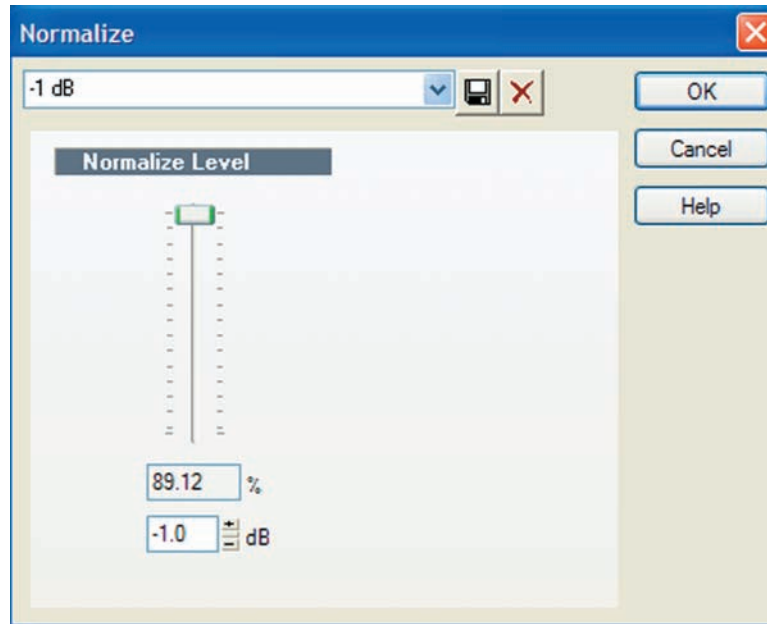 Normalize
-1 dB
OK
Cancel
Help
Normalize Level
89.12 %
-1.0 dB